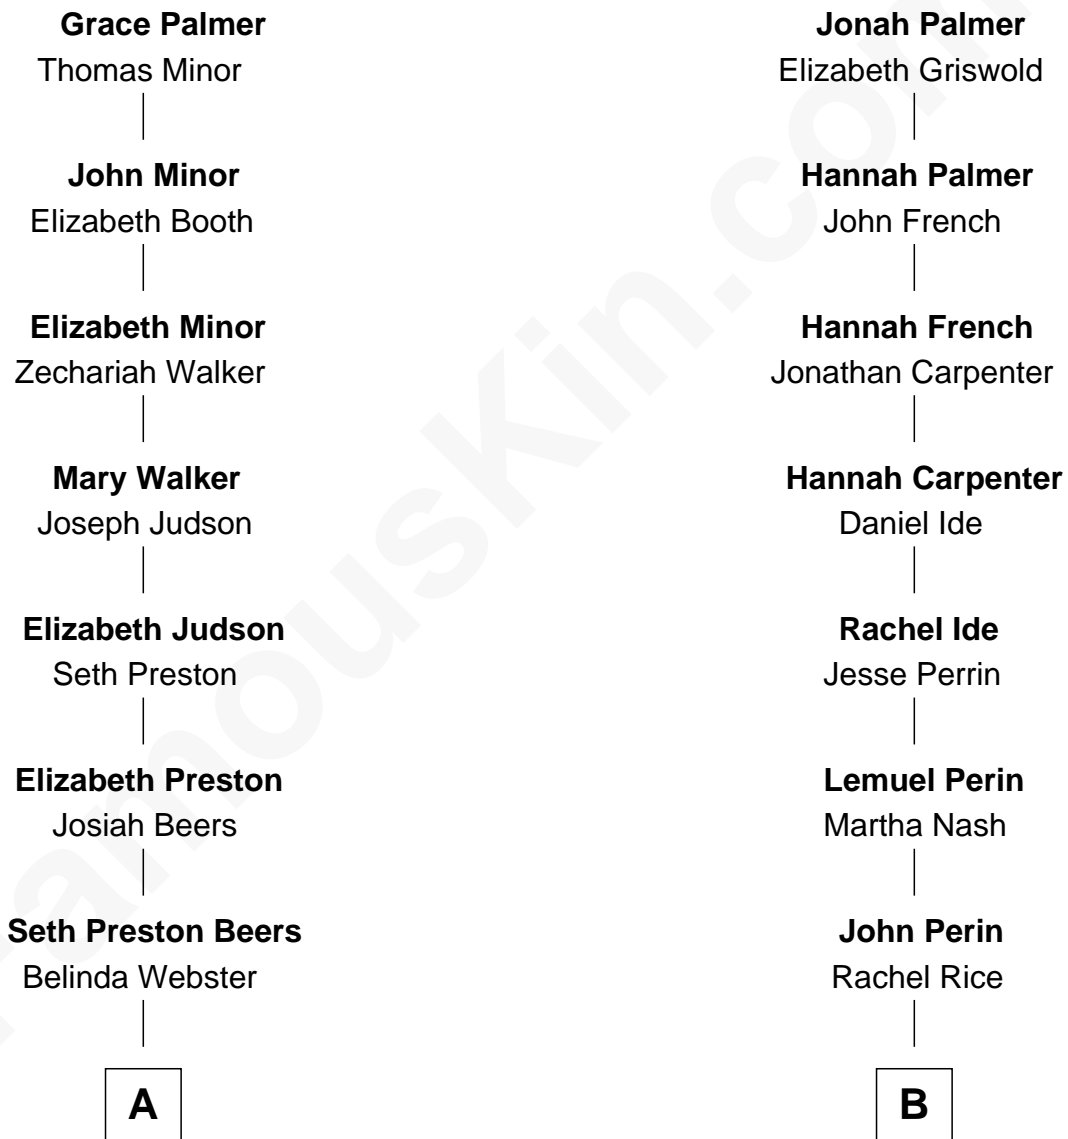 Grace Palmer
Thomas Minor
John Minor
Elizabeth Booth
Elizabeth Minor
Zechariah Walker
Mary Walker
Joseph Judson
Elizabeth Judson
Seth Preston
Elizabeth Preston
Josiah Beers
Seth Preston Beers
Belinda Webster
A
Jonah Palmer
Elizabeth Griswold
Hannah Palmer
John French
Hannah French
Jonathan Carpenter
Hannah Carpenter
Daniel Ide
Rachel Ide
Jesse Perrin
Lemuel Perin
Martha Nash
John Perin
Rachel Rice
B
FamousKin.com